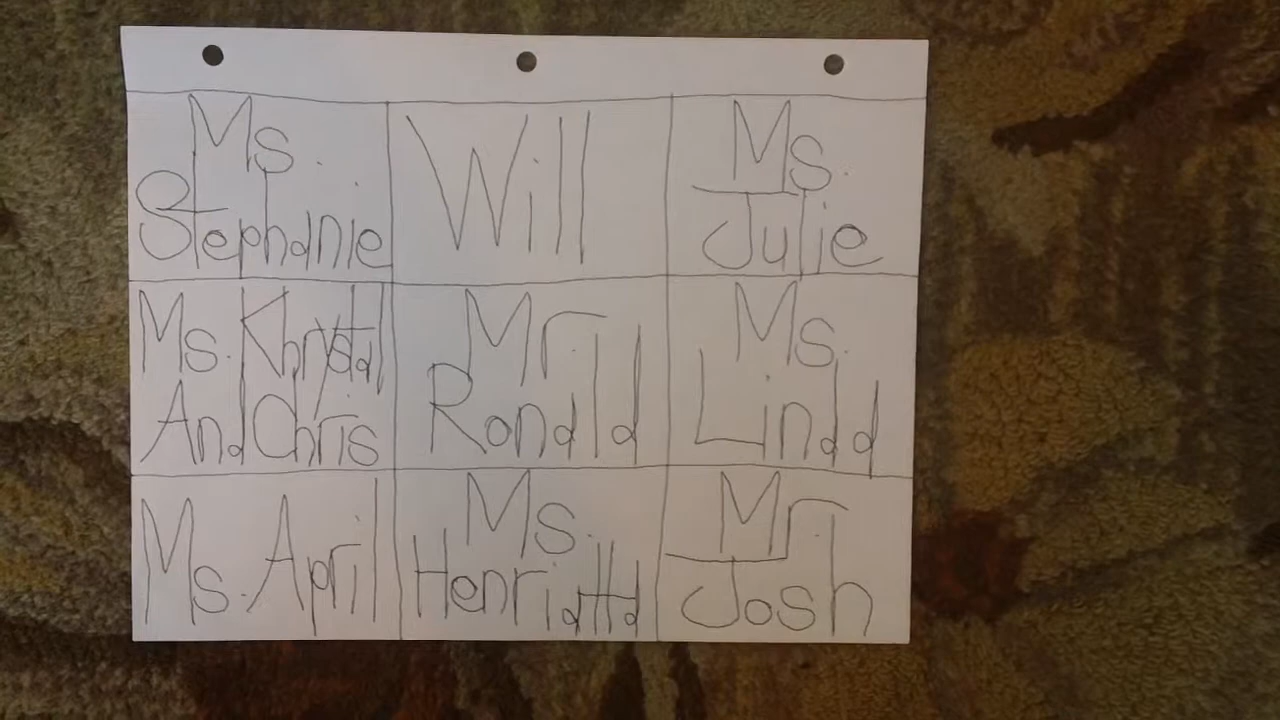 Ms.
Stephanie
Will
Ms.
Julie
Ms. Khrystal
And Chris
Mr.
Ronald
Ms.
Linda
Ms. April
Ms.
Henriatta
Mr.
Josh